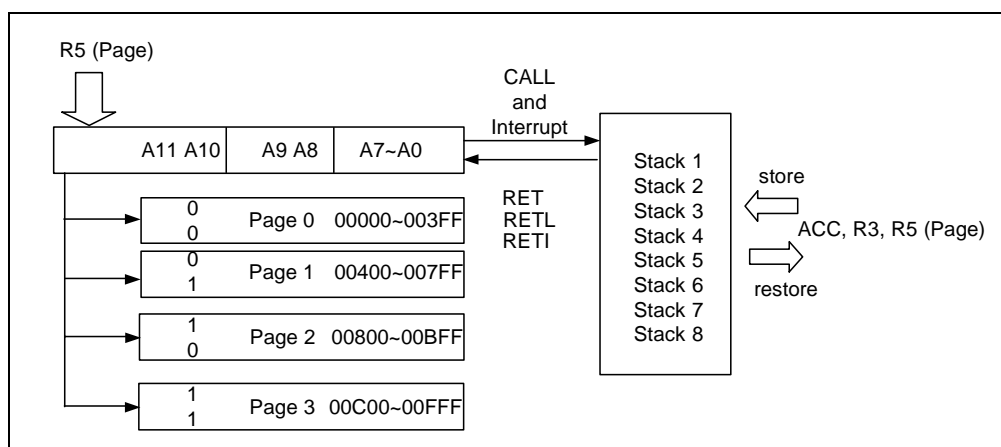 R5 (Page)
A11 A10 A9 A8 A7~A0
CALL
and
Interrupt
RET
RETL
RETI
0
0
Page 0 00000~003FF
0
1
Page 1 00400~007FF
1
0
Page 2 00800~00BFF
1
1
Page 3 00C00~00FFF
Stack 1
Stack 2
Stack 3
Stack 4
Stack 5
Stack 6
Stack 7
Stack 8
store
ACC, R3, R5 (Page)
restore